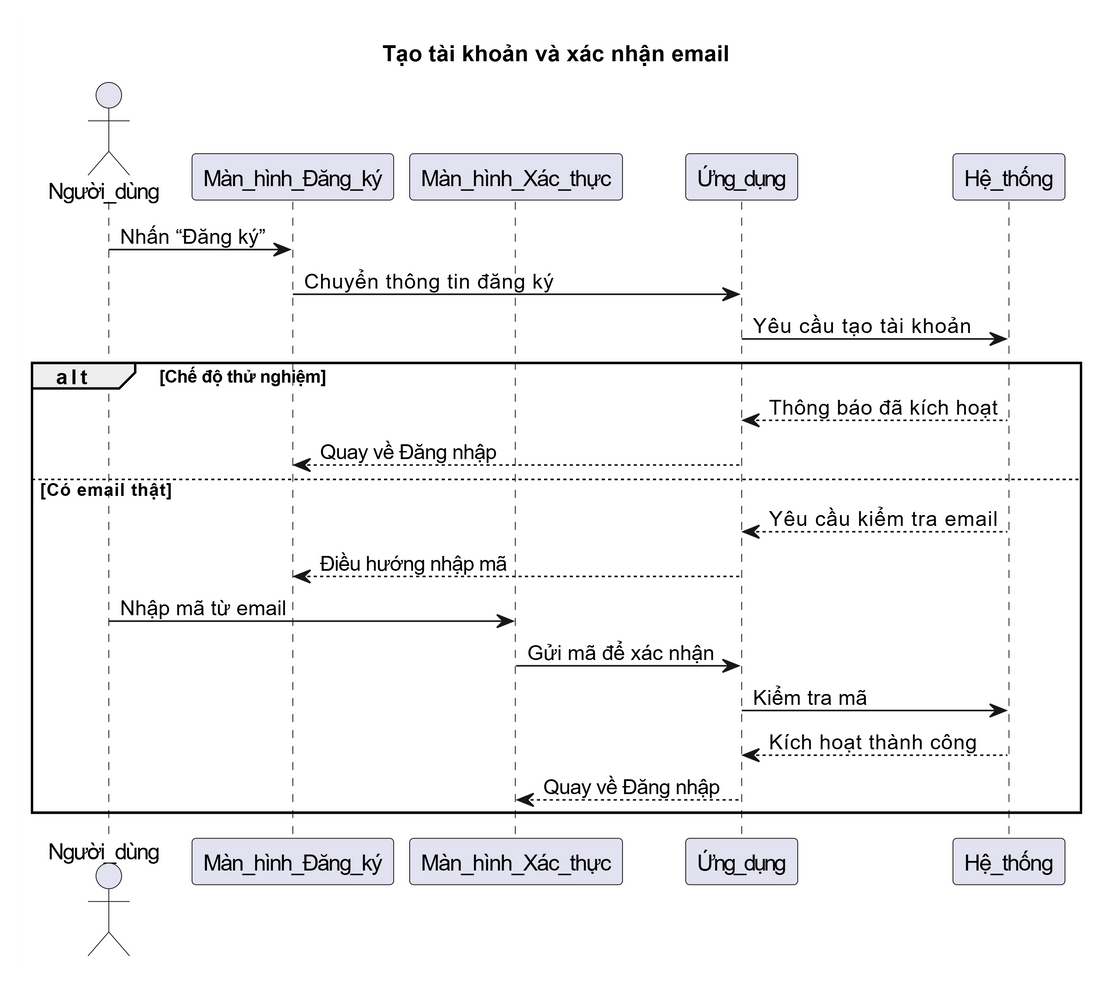 Tạo tài khoản và xác nhận email
Người_dùng
Màn_hình_Đăng_ký
Màn_hình_Xác_thực
Ứng_dụng
Hệ_thống
Nhấn “Đăng ký”
Chuyển thông tin đăng ký
Yêu cầu tạo tài khoản
alt
[Chế độ thử nghiệm]
Thông báo đã kích hoạt
Quay về Đăng nhập
[Có email thật]
Yêu cầu kiểm tra email
Điều hướng nhập mã
Nhập mã từ email
Gửi mã để xác nhận
Kiểm tra mã
Kích hoạt thành công
Quay về Đăng nhập
Người_dùng
Màn_hình_Đăng_ký
Màn_hình_Xác_thực
Ứng_dụng
Hệ_thống